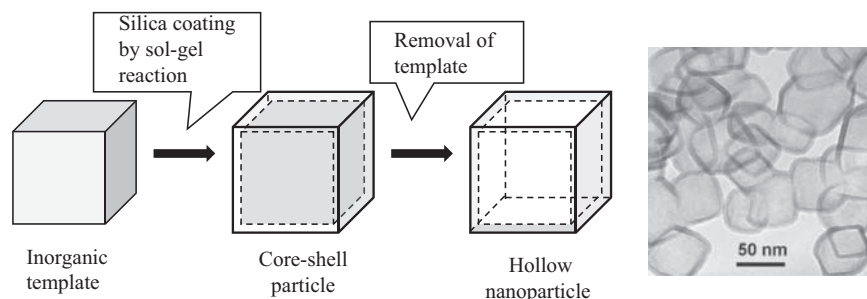 Silica coating
by sol-gel
reaction
Removal of
template
Inorganic
template
Core-shell
particle
Hollow
nanoparticle
50 nm